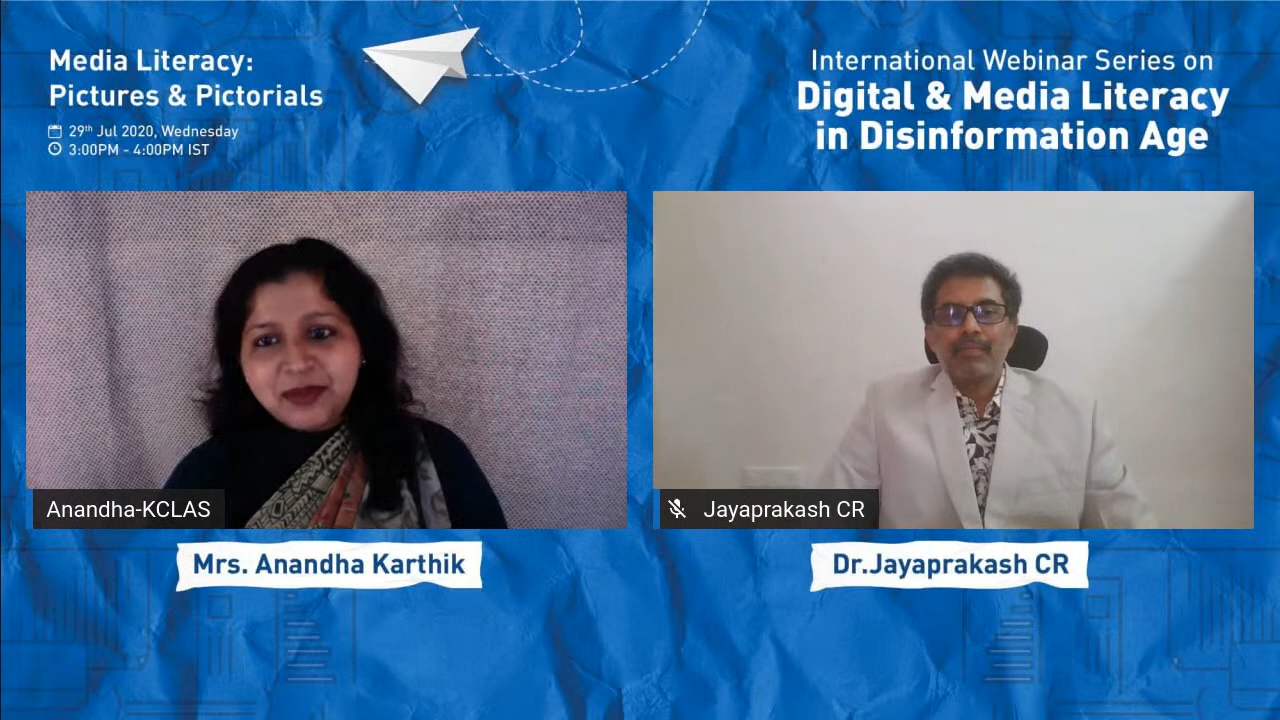 Media Literacy:
Pictures & Pictorials
29th Jul 2020, Wednesday
3:00PM - 4:00PM IST
International Webinar Series on
Digital & Media Literacy
in Disinformation Age
Anandha-KCLAS
Jayaprakash CR
Mrs. Anandha Karthik
Dr.Jayaprakash CR